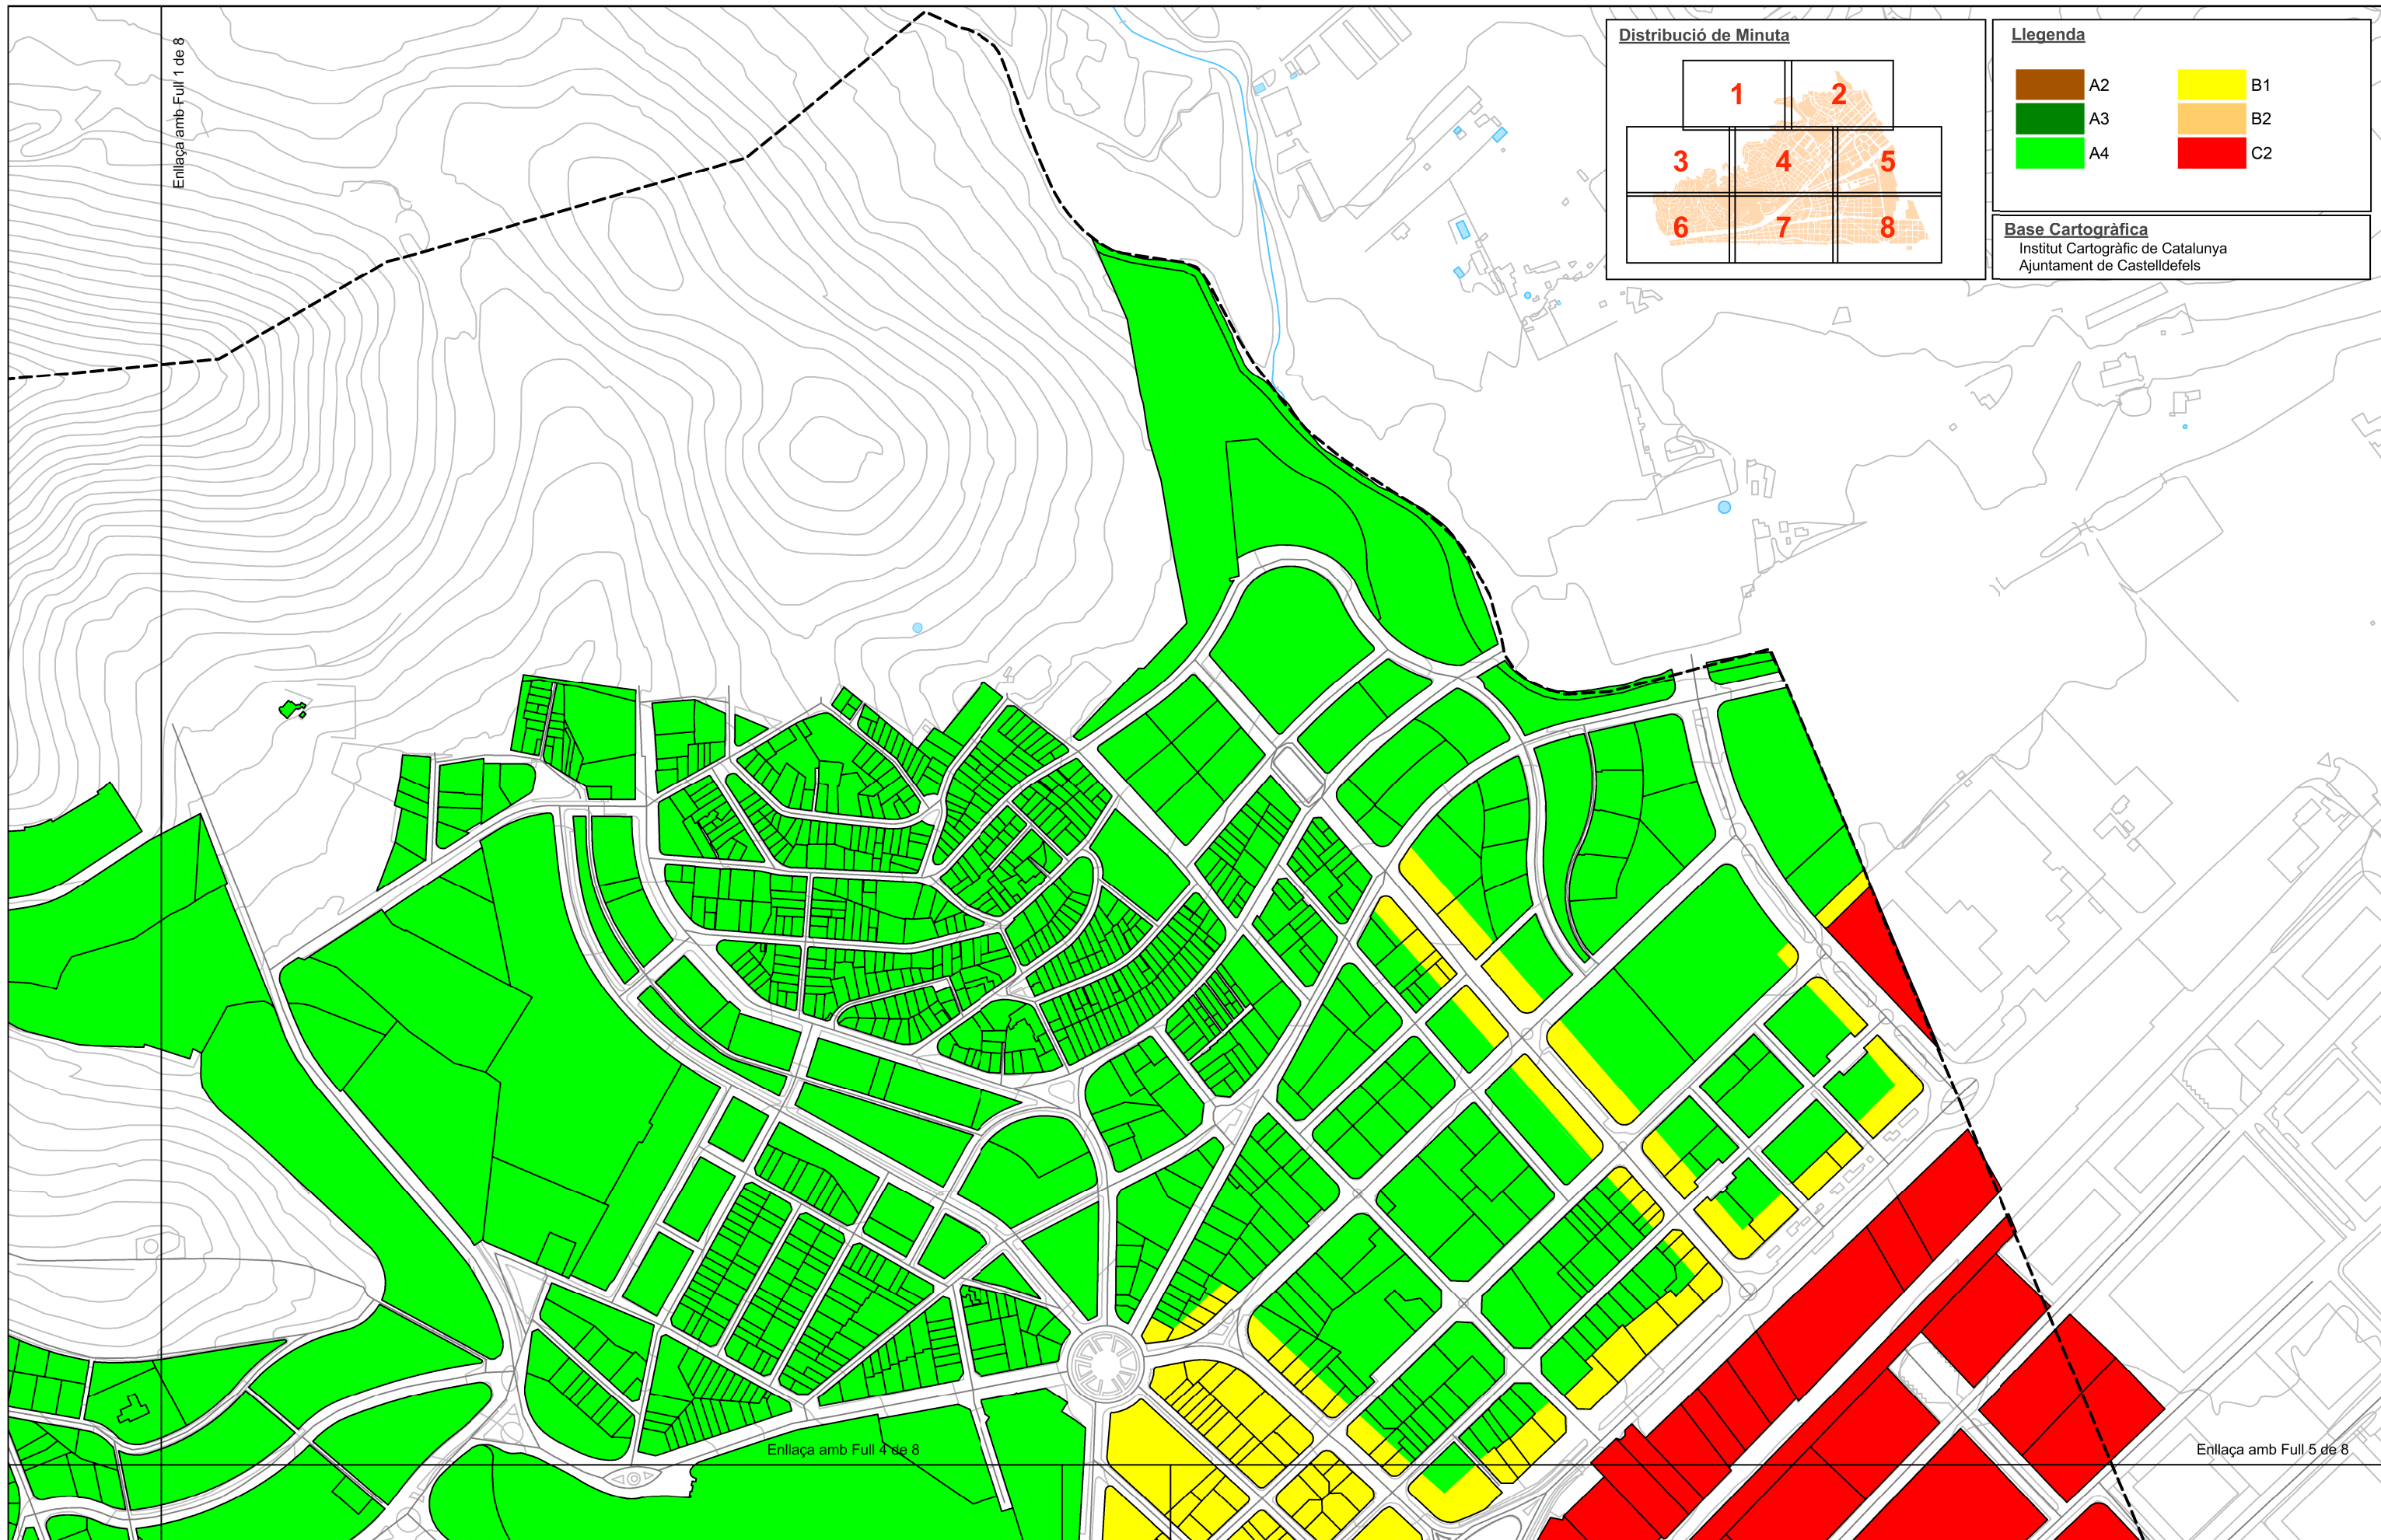 Enllaça amb Full 1 de 8
Distribució de Minuta
1
2
3
4
5
6
7
8
Llegenda
A2
B1
A3
B2
A4
C2
Base Cartogràfica
Institut Cartogràfic de Catalunya
Ajuntament de Castelldefels
Enllaça amb Full 4 de 8
Enllaça amb Full 5 de 8